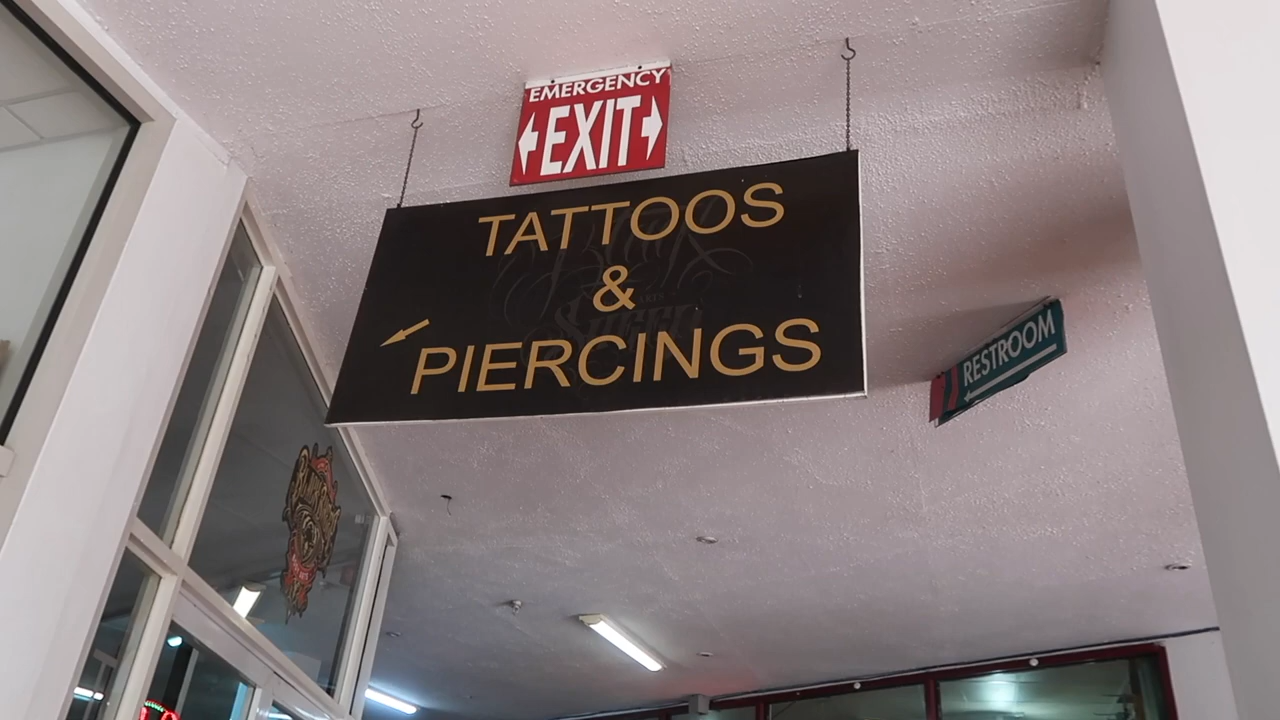 EMERGENCY
EXIT
TATTOOS
&
PIERCINGS
RESTROOM